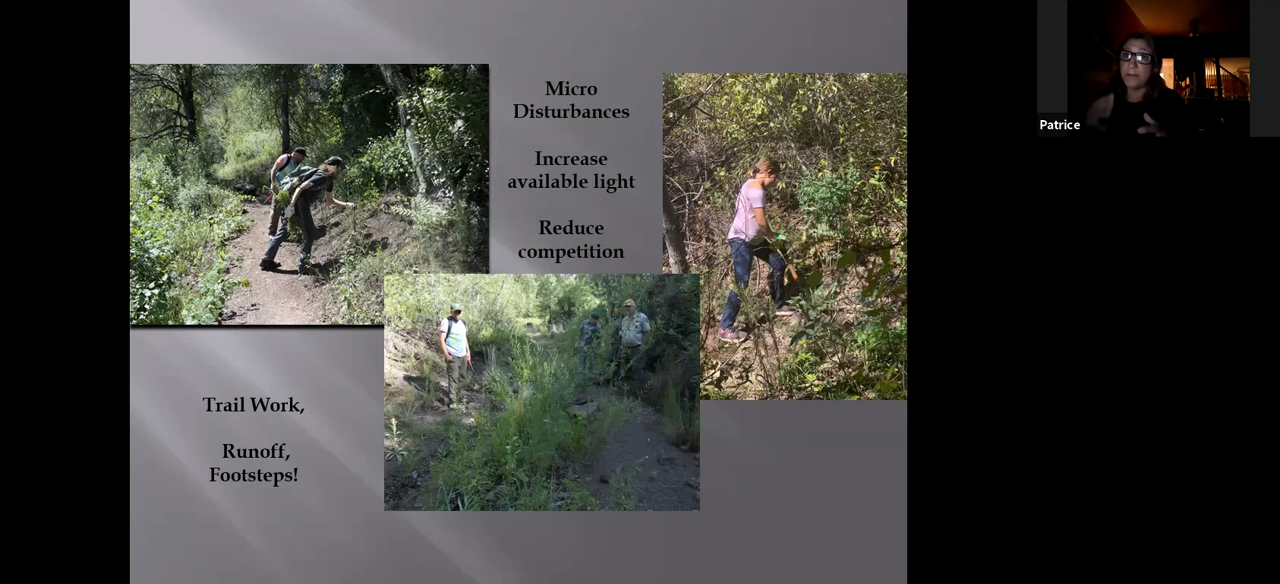 Micro
Disturbances
Increase
available light
Reduce
competition
Trail Work,
Runoff,
Footsteps!
Patrice